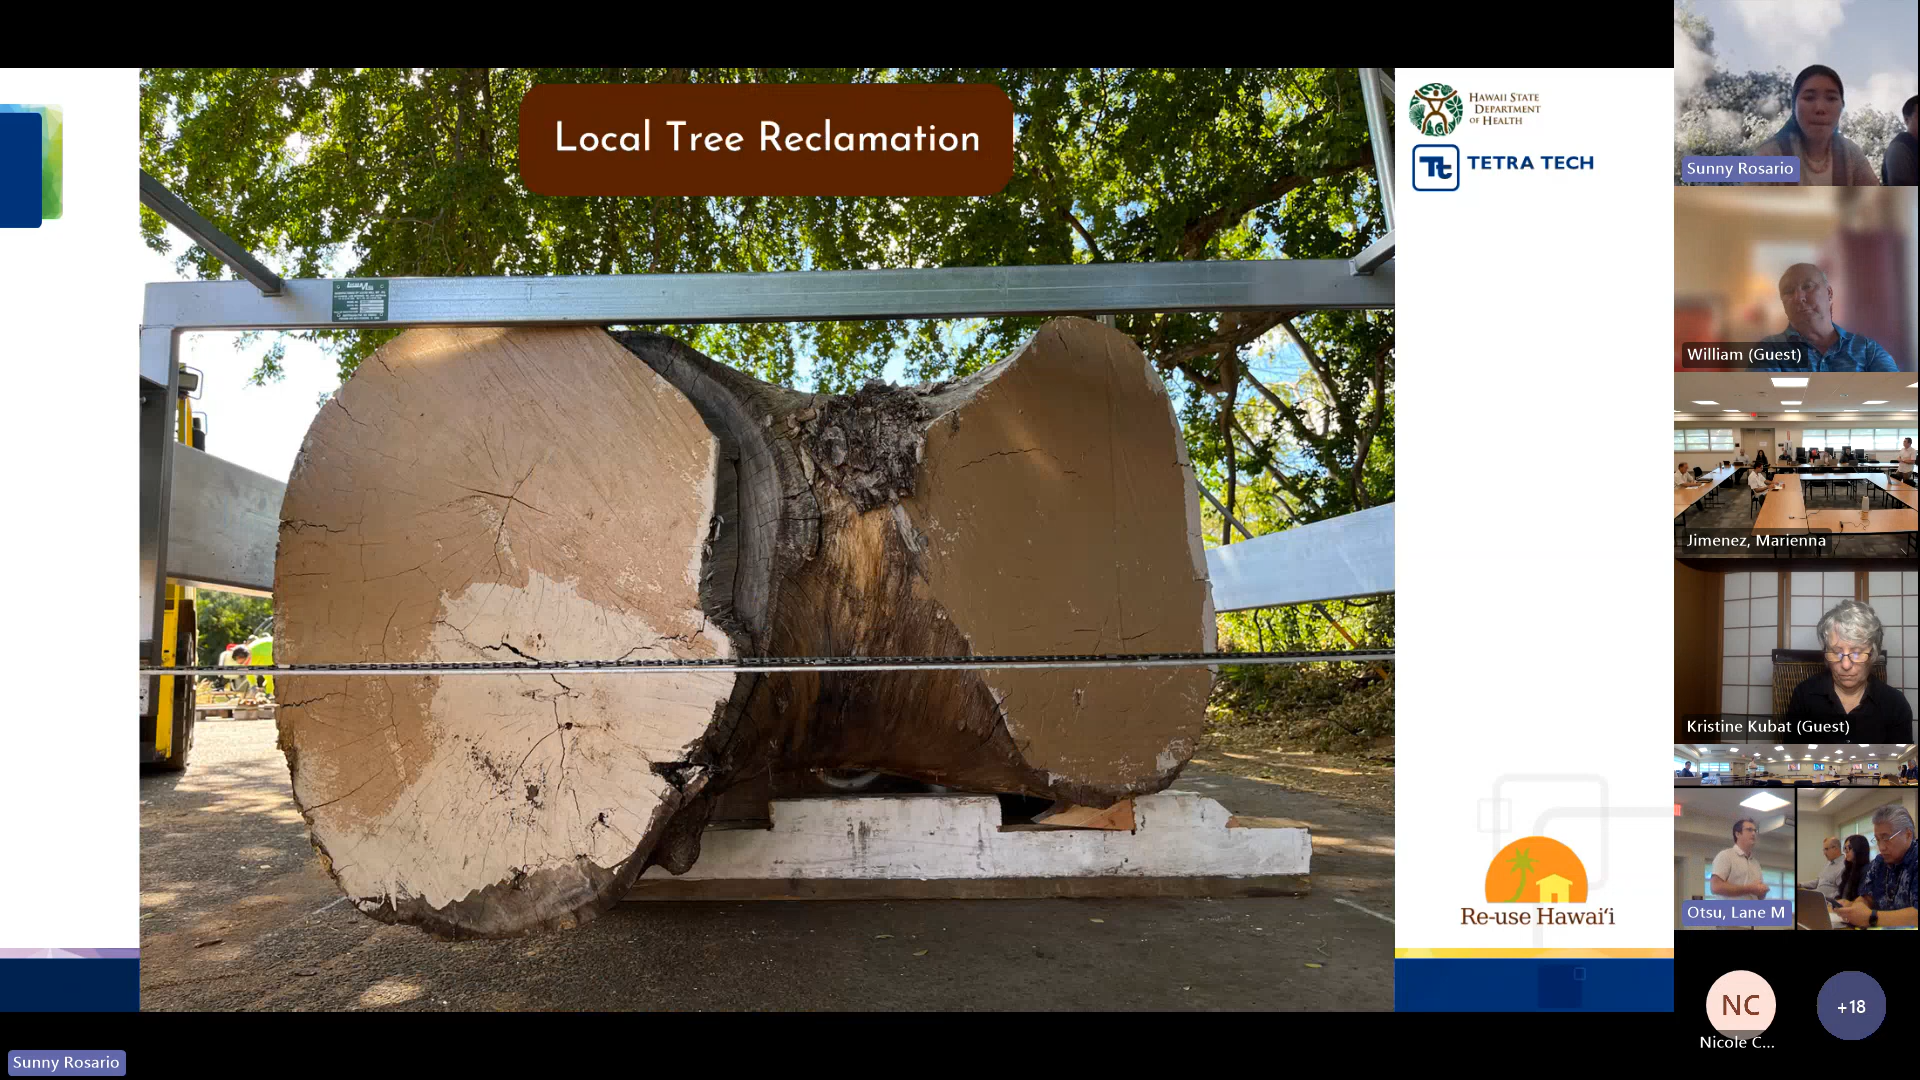 Local Tree Reclamation
HAWAII STATE
DEPARTMENT
OF HEALTH
Tt TETRA TECH
Re-use Hawai‘i
Sunny Rosario
William (Guest)
Jimenez, Marienna
Kristine Kubat (Guest)
Otsu, Lane M
NC
Nicole C...
+18
Sunny Rosario